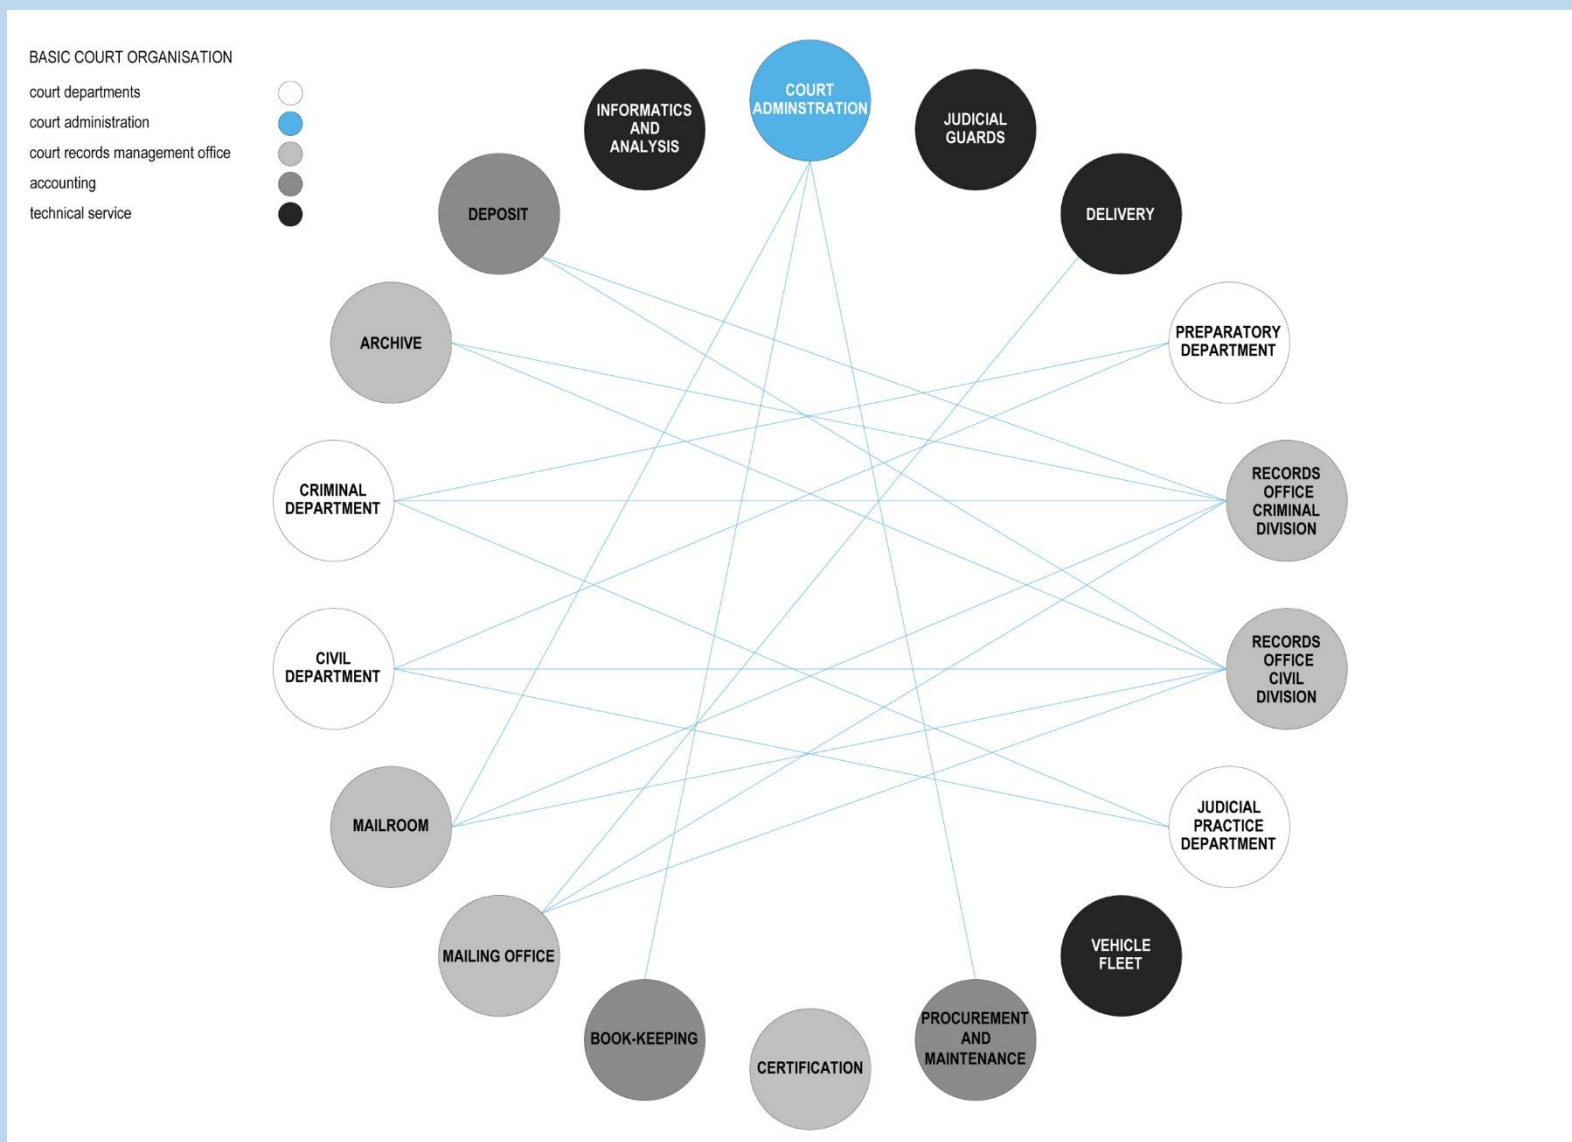 BASIC COURT ORGANISATION
court departments
court administration
court records management office
accounting
technical service
COURT
ADMINSTRATION
INFORMATICS
AND
ANALYSIS
JUDICIAL
GUARDS
DEPOSIT
DELIVERY
ARCHIVE
PREPARATORY
DEPARTMENT
CRIMINAL
DEPARTMENT
RECORDS
OFFICE
CRIMINAL
DIVISION
CIVIL
DEPARTMENT
RECORDS
OFFICE
CIVIL
DIVISION
MAILROOM
JUDICIAL
PRACTICE
DEPARTMENT
MAILING OFFICE
VEHICLE
FLEET
BOOK-KEEPING
CERTIFICATION
PROCUREMENT
AND
MAINTENANCE